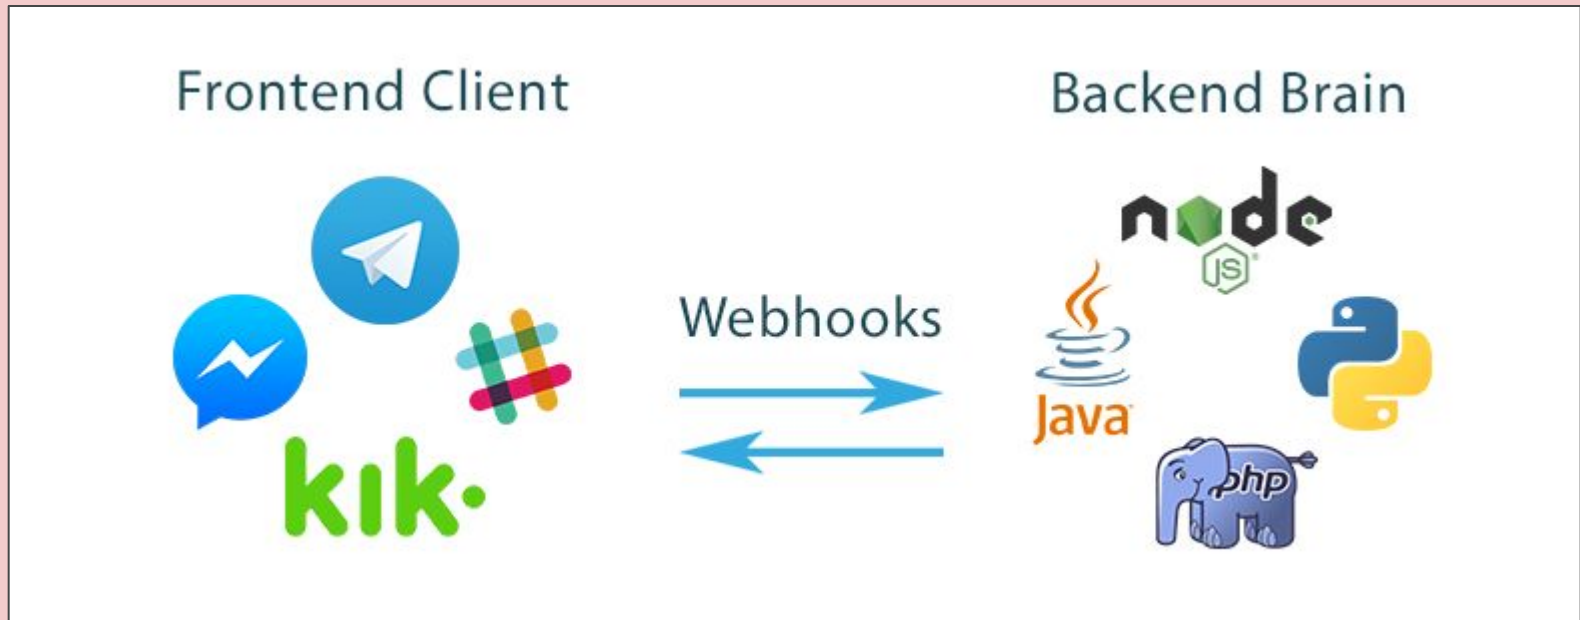 Frontend Client
Backend Brain
node
JS
Webhooks
Java
kik
php